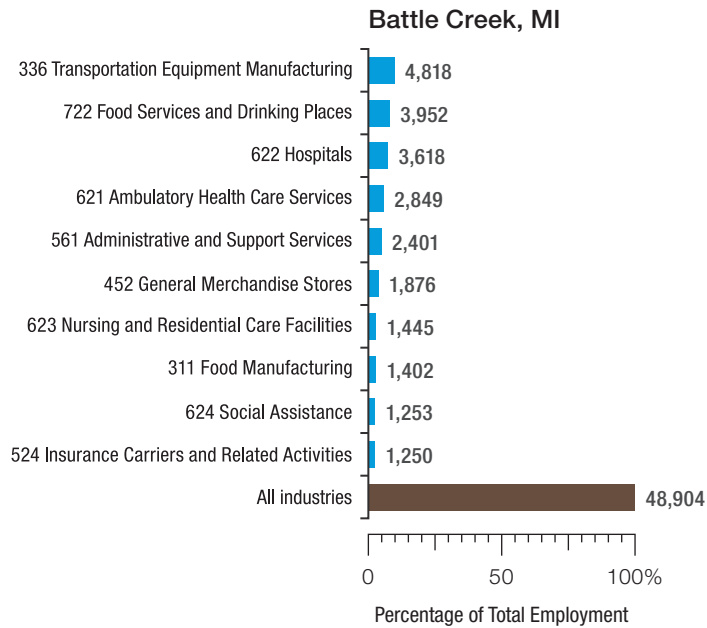 Battle Creek, MI
336 Transportation Equipment Manufacturing 4,818
722 Food Services and Drinking Places 3,952
622 Hospitals 3,618
621 Ambulatory Health Care Services 2,849
561 Administrative and Support Services 2,401
452 General Merchandise Stores 1,876
623 Nursing and Residential Care Facilities 1,445
311 Food Manufacturing 1,402
624 Social Assistance 1,253
524 Insurance Carriers and Related Activities 1,250
All industries 48,904
0 50 100%
Percentage of Total Employment